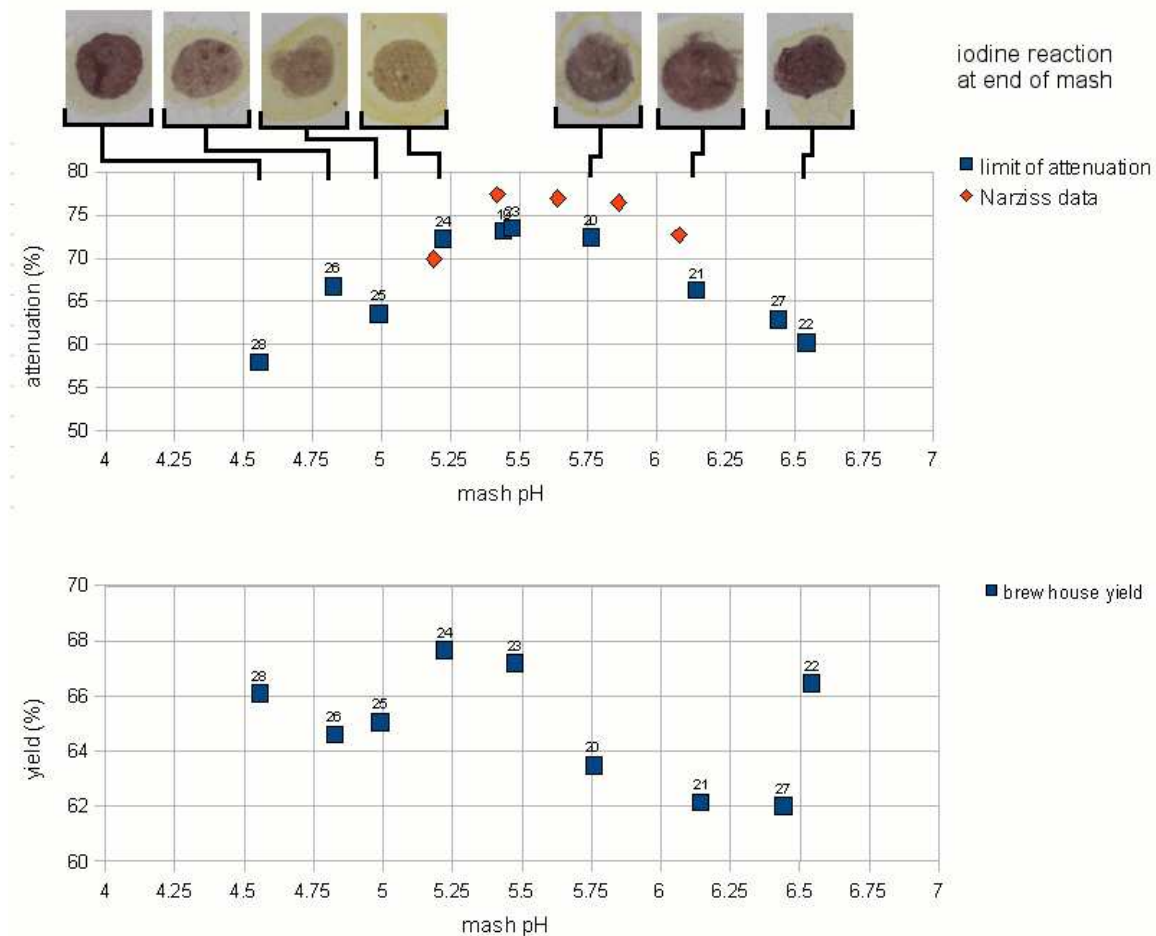 iodine reaction
at end of mash
limit of attenuation
Narziss data
attenuation (%)
80
75
70
65
60
55
50
28
26
25
24
23
20
21
27
22
4 4.25 4.5 4.75 5 5.25 5.5 5.75 6 6.25 6.5 6.75 7
mash pH
brew house yield
yield (%)
70
68
66
64
62
60
28
26
25
24
23
20
21
27
22
4 4.25 4.5 4.75 5 5.25 5.5 5.75 6 6.25 6.5 6.75 7
mash pH